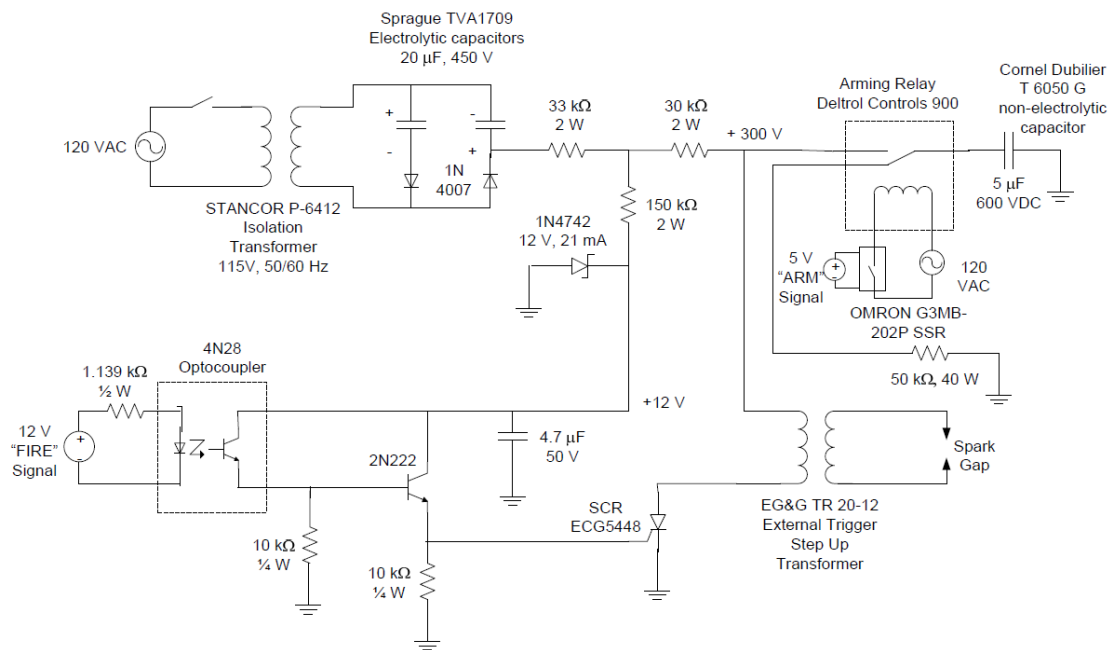 Sprague TVA1709
Electrolytic capacitors
20 μF, 450 V
120 VAC
+
-
-
+
1N
4007
STANCOR P-6412
Isolation
Transformer
115V, 50/60 Hz
33 kΩ
2 W
30 kΩ
2 W
+ 300 V
150 kΩ
2 W
1N4742
12 V, 21 mA
Arming Relay
Deltrol Controls 900
Cornel Dubilier
T 6050 G
non-electrolytic
capacitor
5 μF
600 VDC
5 V
"ARM"
Signal
+
-
120
VAC
OMRON G3MB-
202P SSR
50 kΩ, 40 W
4N28
Optocoupler
1.139 kΩ
½ W
12 V
"FIRE"
Signal
+
-
+12 V
4.7 μF
50 V
2N222
10 kΩ
¼ W
10 kΩ
¼ W
SCR
ECG5448
EG&G TR 20-12
External Trigger
Step Up
Transformer
Spark
Gap